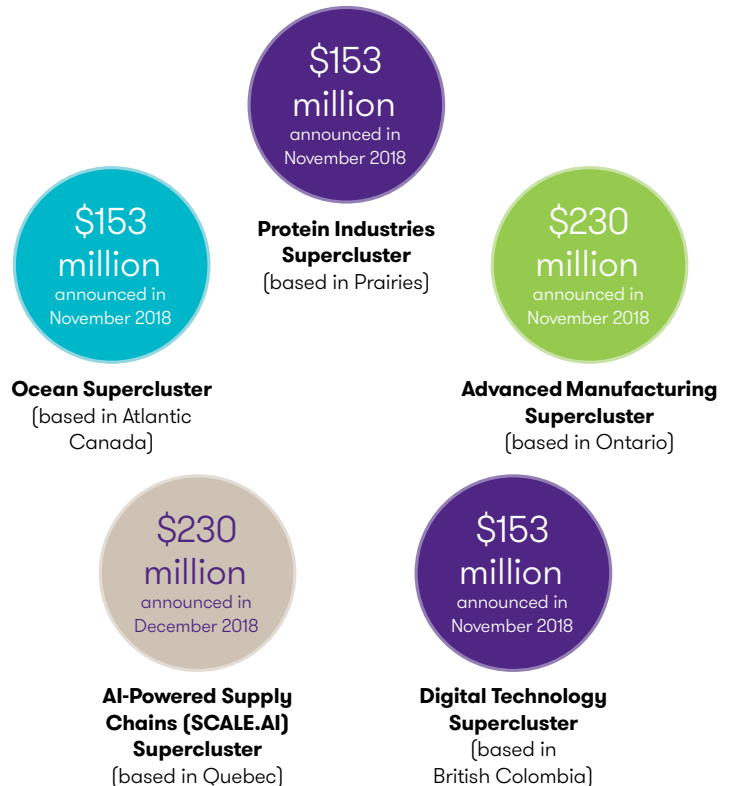 $153
million
announced in
November 2018
Protein Industries
Supercluster
(based in Prairies)
$153
million
announced in
November 2018
Ocean Supercluster
(based in Atlantic
Canada)
$230
million
announced in
November 2018
Advanced Manufacturing
Supercluster
(based in Ontario)
$230
million
announced in
December 2018
AI-Powered Supply
Chains (SCALE.AI)
Supercluster
(based in Quebec)
$153
million
announced in
November 2018
Digital Technology
Supercluster
(based in
British Colombia)